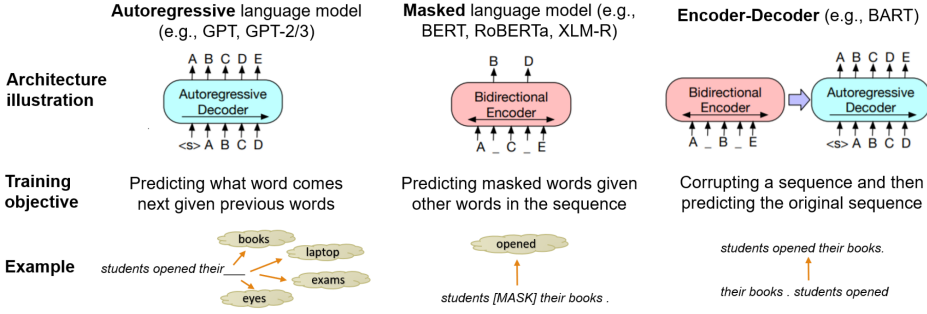 Autoregressive language model
(e.g., GPT, GPT-2/3)
Masked language model (e.g.,
BERT, RoBERTa, XLM-R)
Encoder-Decoder (e.g., BART)
Architecture
illustration
A B C D E
Autoregressive
Decoder
<s> A B C D
B D
Bidirectional
Encoder
A _ C _ E
Bidirectional
Encoder
A _ B _ E
A B C D E
Autoregressive
Decoder
<s> A B C D
Training
objective
Predicting what word comes
next given previous words
Predicting masked words given
other words in the sequence
Corrupting a sequence and then
predicting the original sequence
Example
students opened their___
books
laptop
exams
eyes
opened
students [MASK] their books .
students opened their books.
their books . students opened